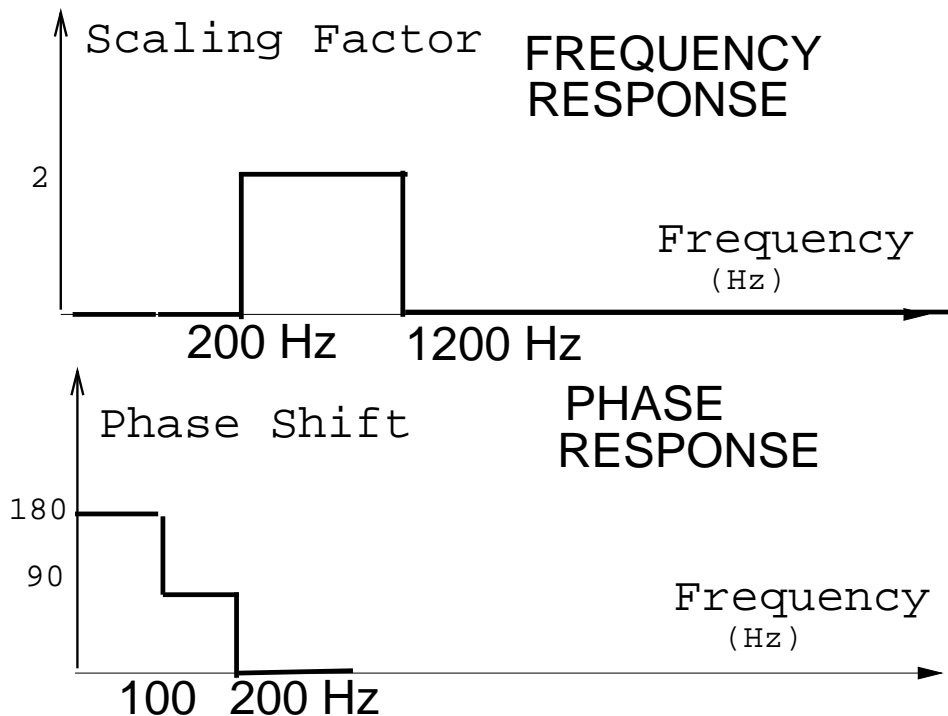 Scaling Factor
FREQUENCY
RESPONSE
2
Frequency
(Hz)
200 Hz
1200 Hz
Phase Shift
PHASE
RESPONSE
180
90
Frequency
(Hz)
100
200 Hz